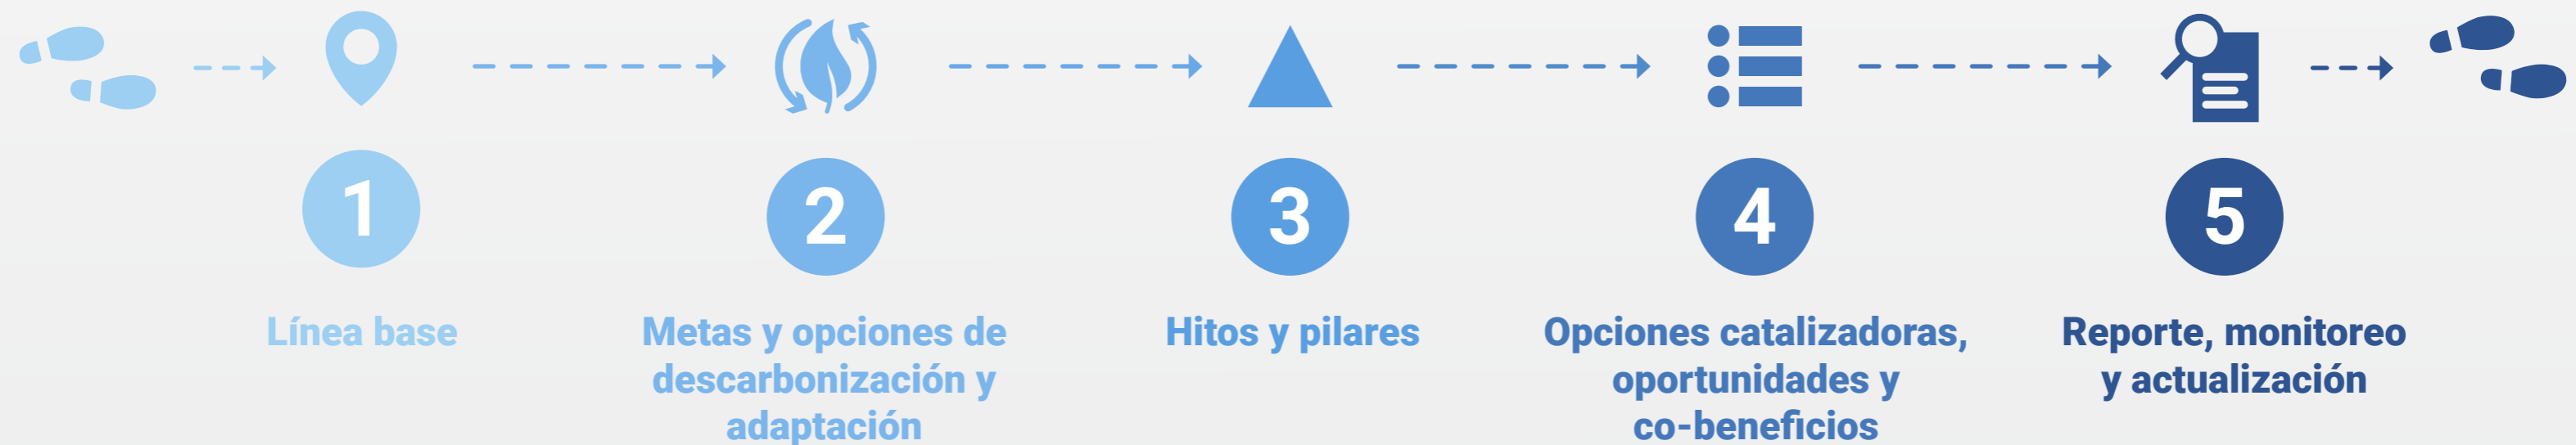 1
Línea base
2
Metas y opciones de
descarbonización y
adaptación
3
Hitos y pilares
4
Opciones catalizadoras,
oportunidades y
co-beneficios
5
Reporte, monitoreo
y actualización